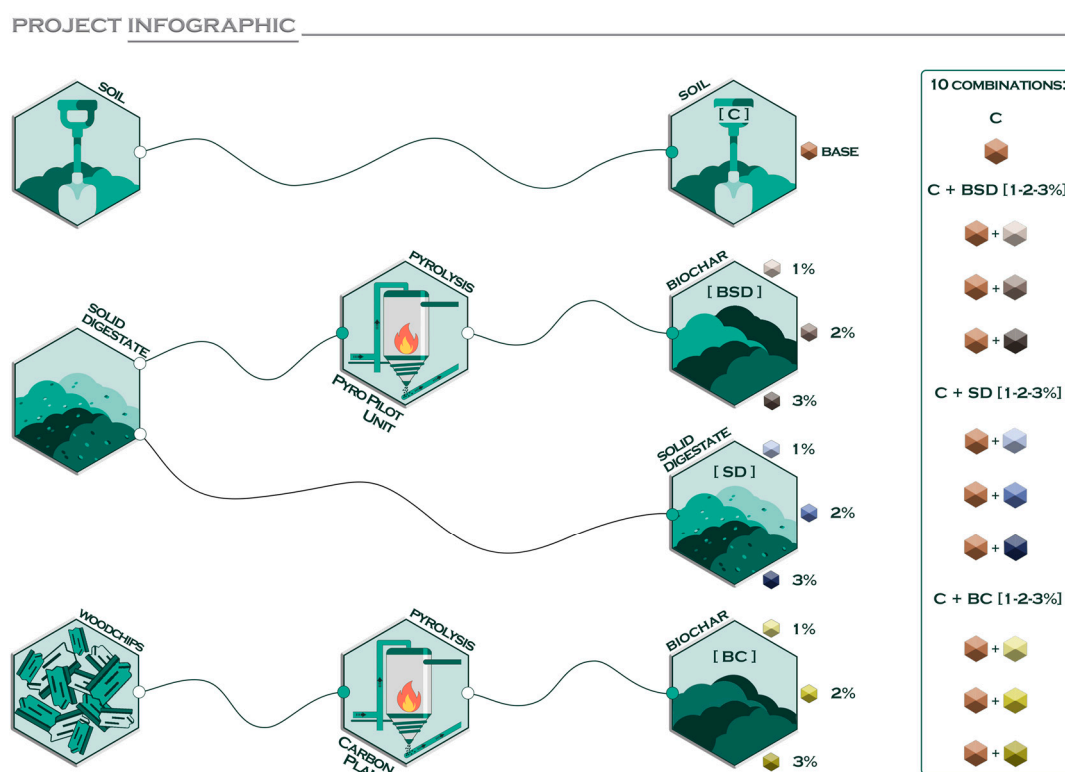 PROJECT INFOGRAPHIC
SOIL
SOIL
[ C ]
BASE
SOLID
DIGESTATE
PYROLYSIS
PYRO PILOT
UNIT
BIOCHAR
[ BSD ]
1%
2%
3%
SOLID
DIGESTATE
[ SD ]
1%
2%
3%
WOODCHIPS
PYROLYSIS
CARBON
BIOCHAR
[ BC ]
1%
2%
3%
10 COMBINATIONS:
C
C + BSD [1-2-3%]
+
+
+
C + SD [1-2-3%]
+
+
+
C + BC [1-2-3%]
+
+
+